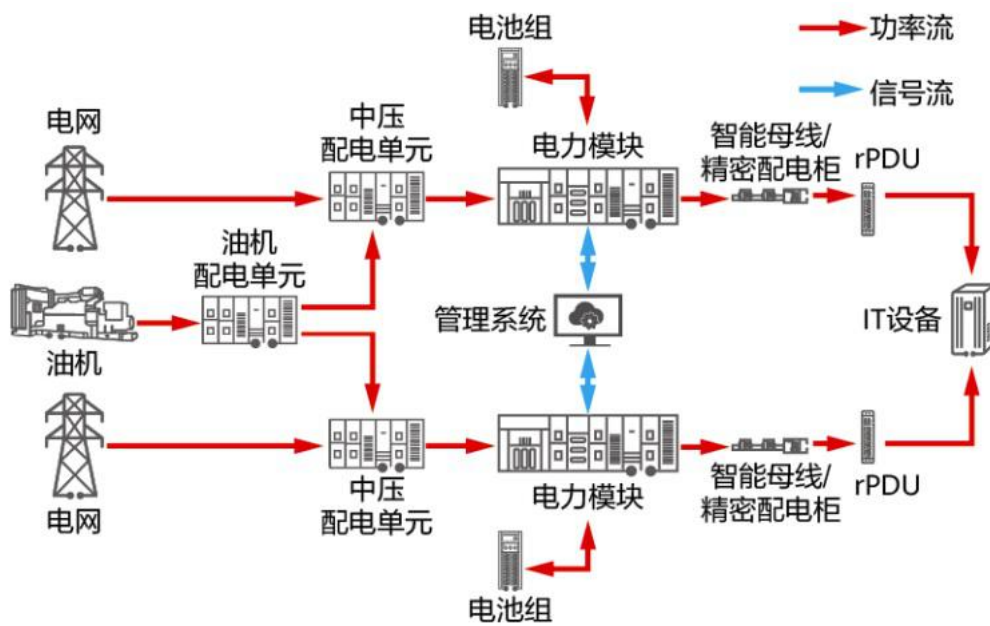 电池组
功率流
信号流
电网
中压
配电单元
电力模块
智能母线/
精密配电柜
rPDU
油机
配电单元
油机
管理系统
IT设备
电网
中压
配电单元
电力模块
智能母线/
精密配电柜
rPDU
电池组